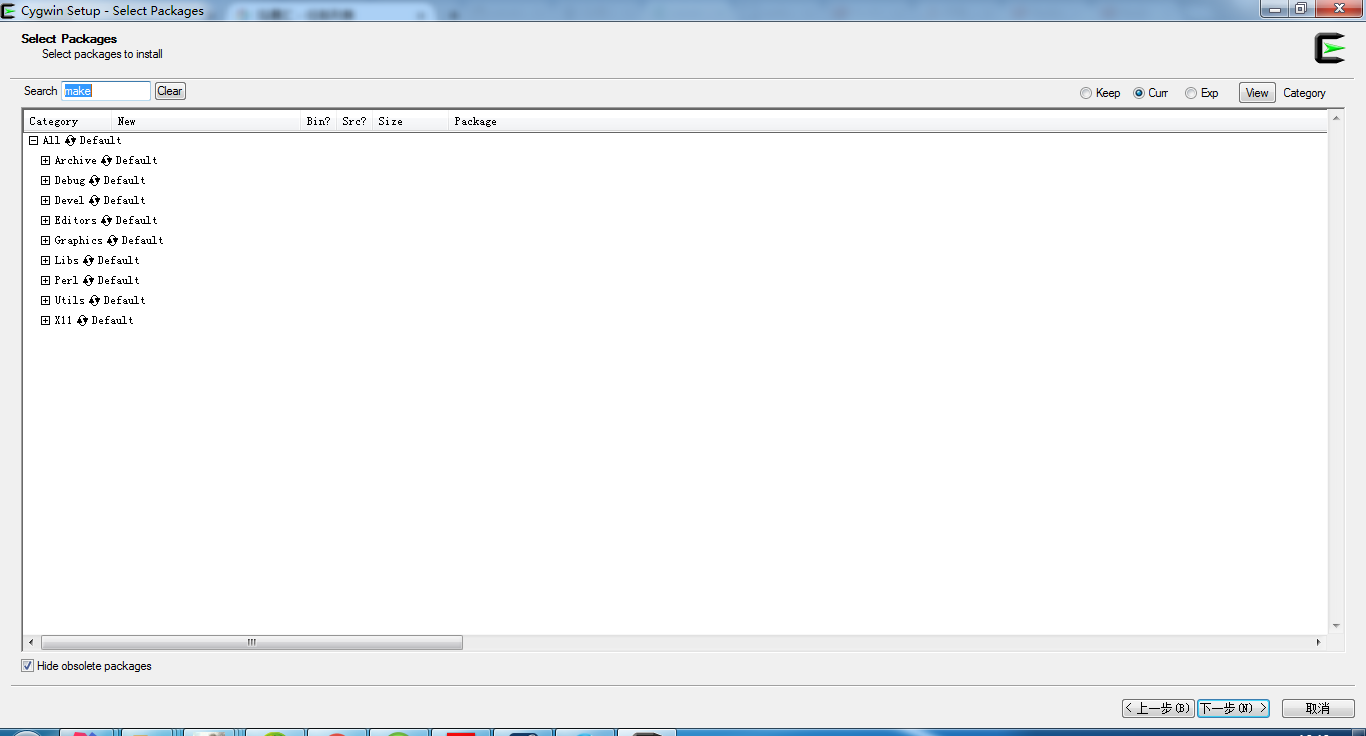 Cygwin Setup - Select Packages
Select Packages
Select packages to install
Search make Clear Keep Curr Exp View Category
Category New Bin? Src? Size Package
All Default
Archive Default
Debug Default
Devel Default
Editors Default
Graphics Default
Libs Default
Perl Default
Utils Default
X11 Default
Hide obsolete packages
< 上一步(B) 下一步(N) > 取消